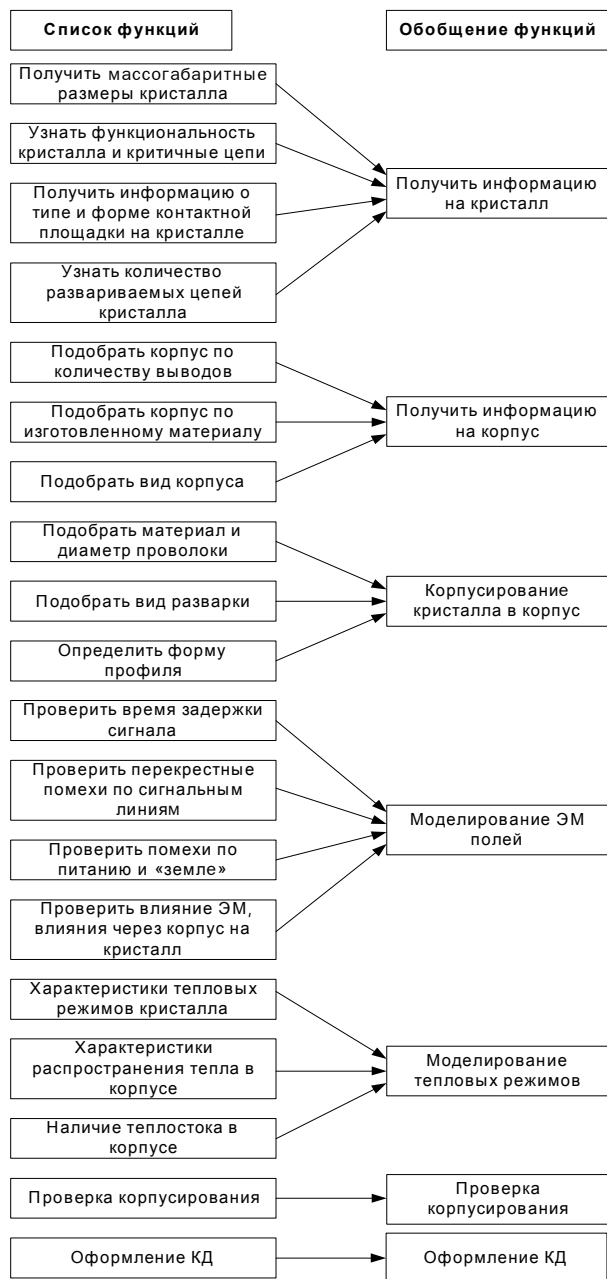 Список функций
Обобщение функций
Получить массогабаритные
размеры кристалла
Узнать функциональность
кристалла и критичные цепи
Получить информацию о
типе и форме контактной
площадки на кристалле
Узнать количество
развариваемых цепей
кристалла
Получить информацию
на кристалл
Подобрать корпус по
количеству выводов
Подобрать корпус по
изготовленному материалу
Подобрать вид корпуса
Получить информацию
на корпус
Подобрать материал и
диаметр проволоки
Подобрать вид разварки
Определить форму
профиля
Корпусирование
кристалла в корпус
Проверить время задержки
сигнала
Проверить перекрестные
помехи по сигнальным
линиям
Проверить помехи по
питанию и «земле»
Проверить влияние ЭМ,
влияния через корпус на
кристалл
Моделирование ЭМ
полей
Характеристики тепловых
режимов кристалла
Характеристики
распространения тепла в
корпусе
Наличие теплостока в
корпусе
Моделирование
тепловых режимов
Проверка корпусирования
Проверка
корпусирования
Оформление КД
Оформление КД